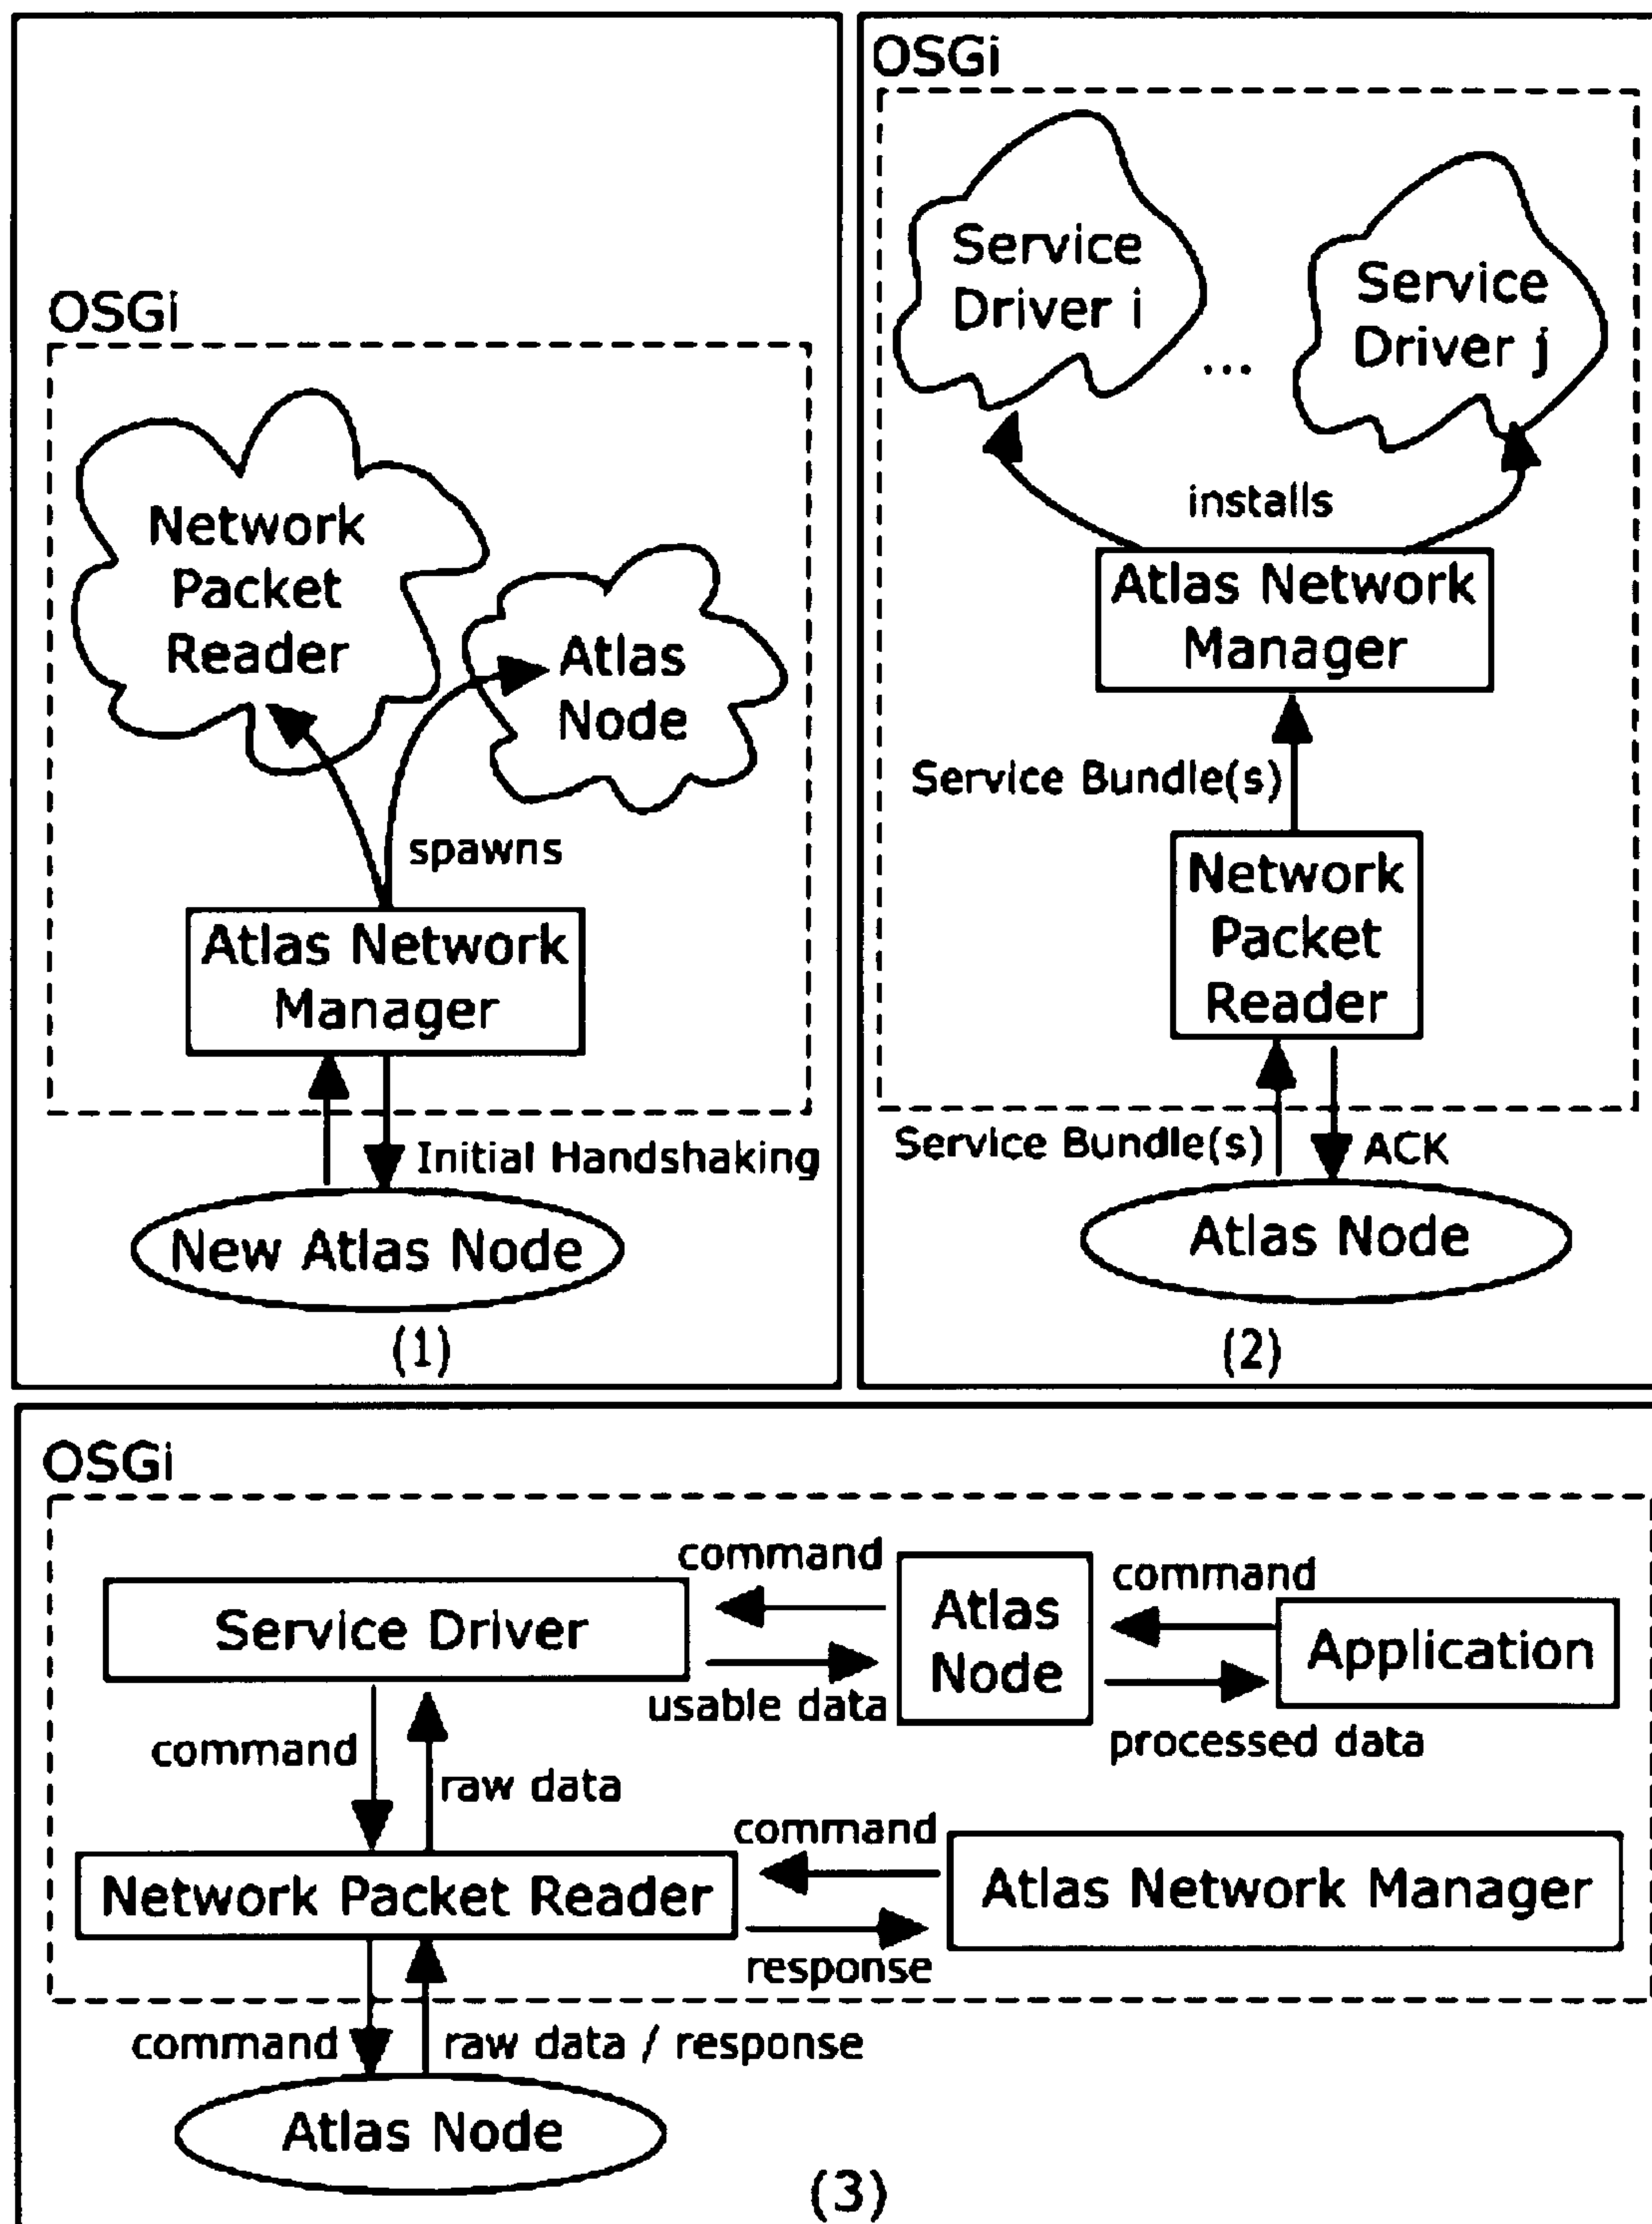 OSGi
Network
Packet
Reader
Atlas
Node
spawns
Atlas Network
Manager
Initial Handshaking
New Atlas Node
(1)
OSGi
Service
Driver i
Service
Driver j
...
installs
Atlas Network
Manager
Service Bundle(s)
Network
Packet
Reader
Service Bundle(s)
ACK
Atlas Node
(2)
OSGi
command
command
Service Driver
Atlas
Node
Application
usable data
processed data
command
raw data
command
Network Packet Reader
Atlas Network Manager
response
command
raw data / response
Atlas Node
(3)